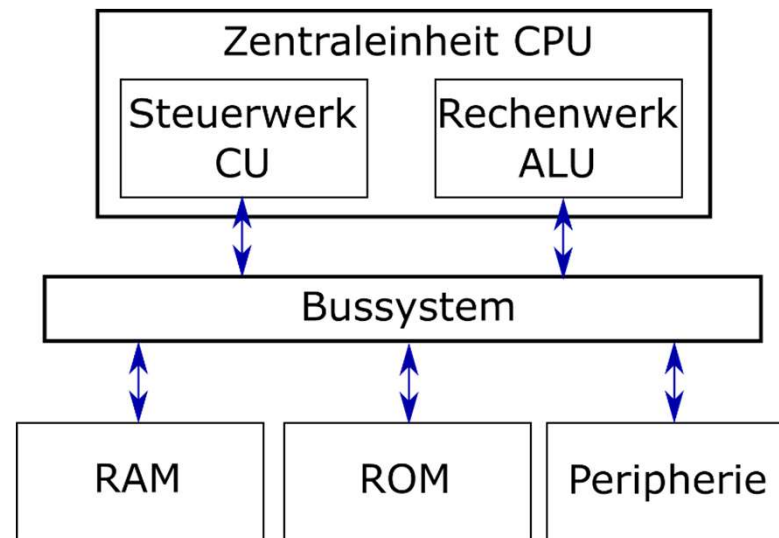 Zentraleinheit CPU
Steuerwerk
CU
Rechenwerk
ALU
Bussystem
RAM
ROM
Peripherie